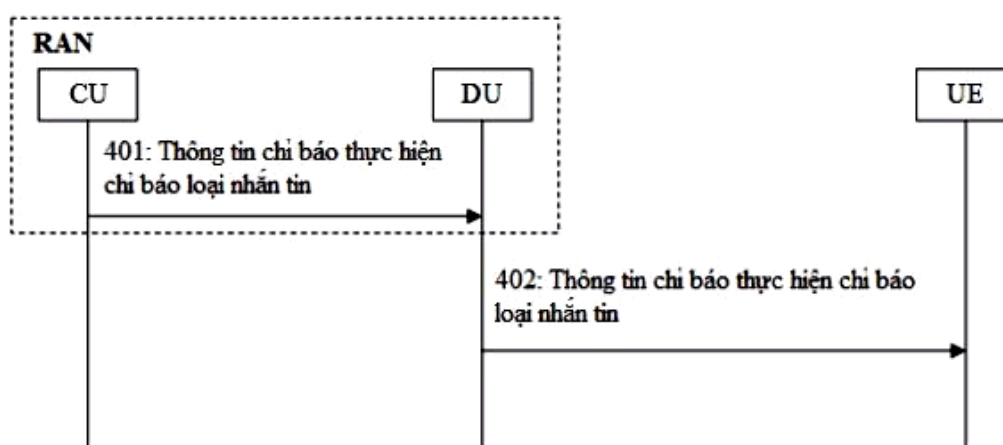 RAN
CU
DU
UE
401: Thông tin chỉ báo thực hiện
chỉ báo loại nhắn tin
402: Thông tin chỉ báo thực hiện chỉ báo
loại nhắn tin